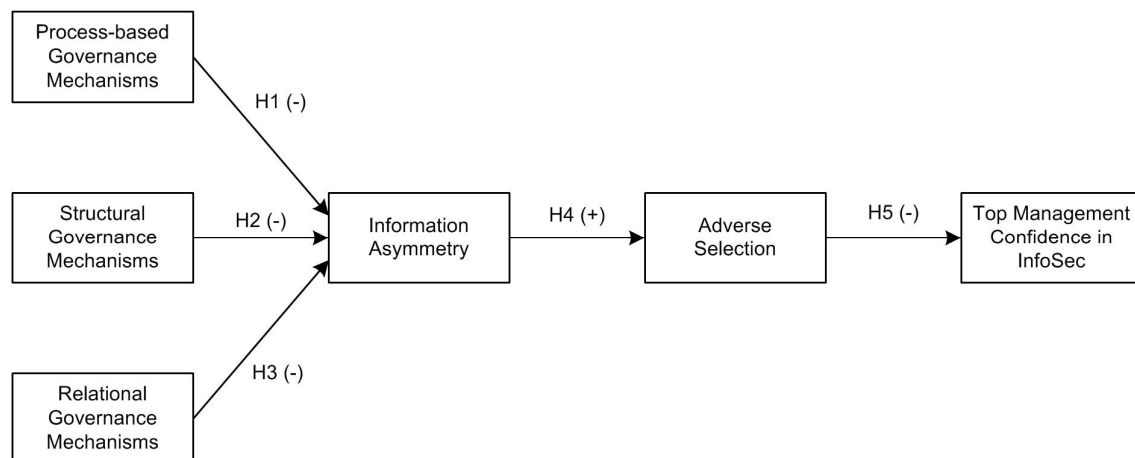 Process-based
Governance
Mechanisms
H1 (-)
Structural
Governance
Mechanisms
H2 (-)
Information
Asymmetry
H4 (+)
Adverse
Selection
H5 (-)
Top Management
Confidence in
InfoSec
H3 (-)
Relational
Governance
Mechanisms